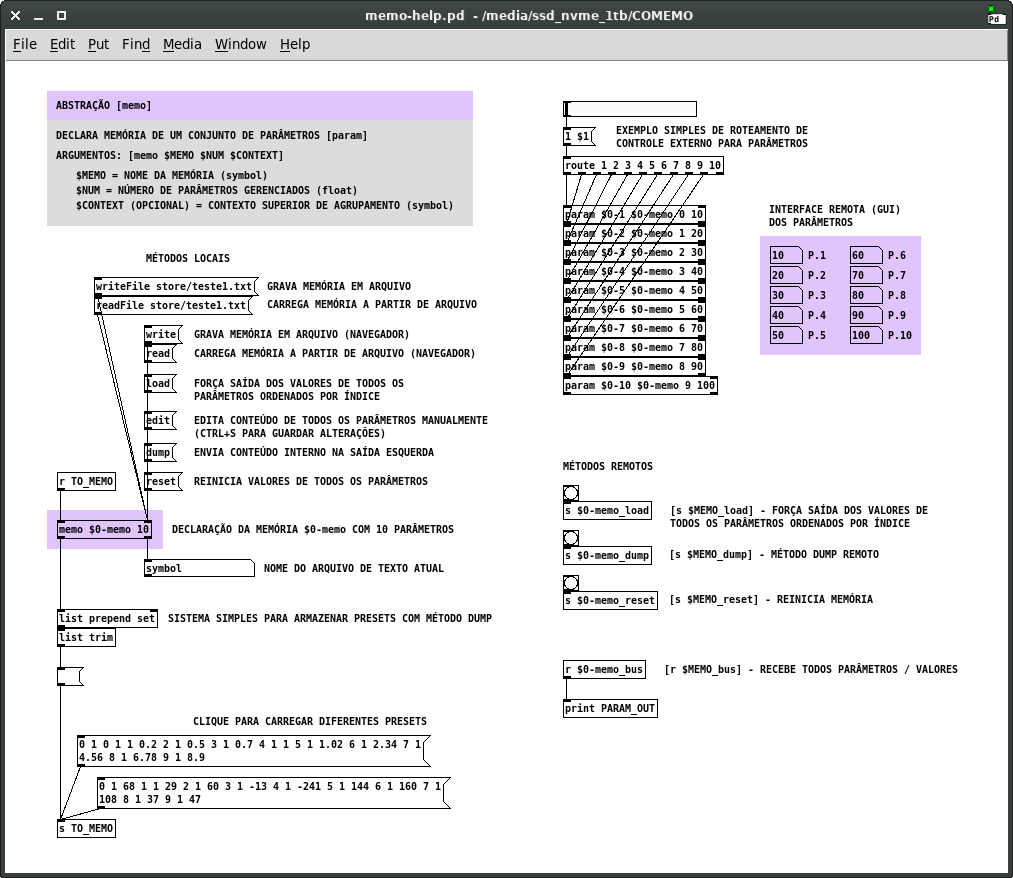 memo-help.pd - /media/ssd_nvme_1tb/COMEMO
Pd
File Edit Put Find Media Window Help
ABSTRAÇÃO [memo]
DECLARA MEMÓRIA DE UM CONJUNTO DE PARÂMETROS [param]
ARGUMENTOS: [memo $MEMO $NUM $CONTEXT]
$MEMO = NOME DA MEMÓRIA (symbol)
$NUM = NÚMERO DE PARÂMETROS GERENCIADOS (float)
$CONTEXT (OPCIONAL) = CONTEXTO SUPERIOR DE AGRUPAMENTO (symbol)
MÉTODOS LOCAIS
writeFile store/teste1.txt GRAVA MEMÓRIA EM ARQUIVO
readFile store/teste1.txt CARREGA MEMÓRIA A PARTIR DE ARQUIVO
write GRAVA MEMÓRIA EM ARQUIVO (NAVEGADOR)
read CARREGA MEMÓRIA A PARTIR DE ARQUIVO (NAVEGADOR)
load FORÇA SAÍDA DOS VALORES DE TODOS OS
PARÂMETROS ORDENADOS POR ÍNDICE
edit EDITA CONTEÚDO DE TODOS OS PARÂMETROS MANUALMENTE
(CTRL+S PARA GUARDAR ALTERAÇÕES)
dump ENVIA CONTEÚDO INTERNO NA SAÍDA ESQUERDA
r TO_MEMO reset REINICIA VALORES DE TODOS OS PARÂMETROS
memo $0-memo 10 DECLARAÇÃO DA MEMÓRIA $0-memo COM 10 PARÂMETROS
symbol NOME DO ARQUIVO DE TEXTO ATUAL
list prepend set SISTEMA SIMPLES PARA ARMAZENAR PRESETS COM MÉTODO DUMP
list trim
CLIQUE PARA CARREGAR DIFERENTES PRESETS
0 1 0 1 1 0.2 2 1 0.5 3 1 0.7 4 1 1 5 1 1.02 6 1 2.34 7 1
4.56 8 1 6.78 9 1 8.9
0 1 68 1 1 29 2 1 60 3 1 -13 4 1 -241 5 1 144 6 1 160 7 1
108 8 1 37 9 1 47
s TO_MEMO
1 $1 EXEMPLO SIMPLES DE ROTEAMENTO DE
CONTROLE EXTERNO PARA PARÂMETROS
route 1 2 3 4 5 6 7 8 9 10
param $0-1 $0-memo 0 10
param $0-2 $0-memo 1 20
param $0-3 $0-memo 2 30
param $0-4 $0-memo 3 40
param $0-5 $0-memo 4 50
param $0-6 $0-memo 5 60
param $0-7 $0-memo 6 70
param $0-8 $0-memo 7 80
param $0-9 $0-memo 8 90
param $0-10 $0-memo 9 100
INTERFACE REMOTA (GUI)
DOS PARÂMETROS
10 P.1 60 P.6
20 P.2 70 P.7
30 P.3 80 P.8
40 P.4 90 P.9
50 P.5 100 P.10
MÉTODOS REMOTOS
s $0-memo_load [s $MEMO_load] - FORÇA SAÍDA DOS VALORES DE
TODOS OS PARÂMETROS ORDENADOS POR ÍNDICE
s $0-memo_dump [s $MEMO_dump] - MÉTODO DUMP REMOTO
s $0-memo_reset [s $MEMO_reset] - REINICIA MEMÓRIA
r $0-memo_bus [r $MEMO_bus] - RECEBE TODOS PARÂMETROS / VALORES
print PARAM_OUT